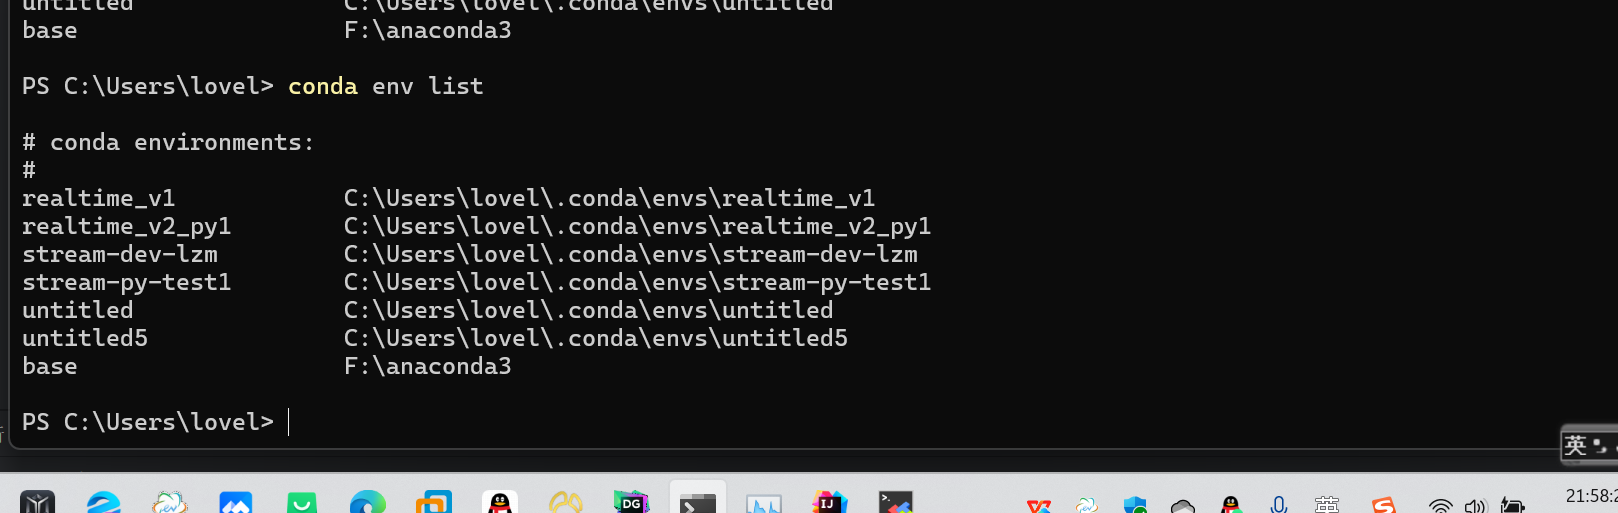 untitled                C:\Users\lovel\.conda\envs\untitled
base                    F:\anaconda3
PS C:\Users\lovel> conda env list
# conda environments:
#
realtime_v1             C:\Users\lovel\.conda\envs\realtime_v1
realtime_v2_py1         C:\Users\lovel\.conda\envs\realtime_v2_py1
stream-dev-lzm          C:\Users\lovel\.conda\envs\stream-dev-lzm
stream-py-test1         C:\Users\lovel\.conda\envs\stream-py-test1
untitled                C:\Users\lovel\.conda\envs\untitled
untitled5               C:\Users\lovel\.conda\envs\untitled5
base                    F:\anaconda3
PS C:\Users\lovel>
英
DG
IJ
英
21:58:2